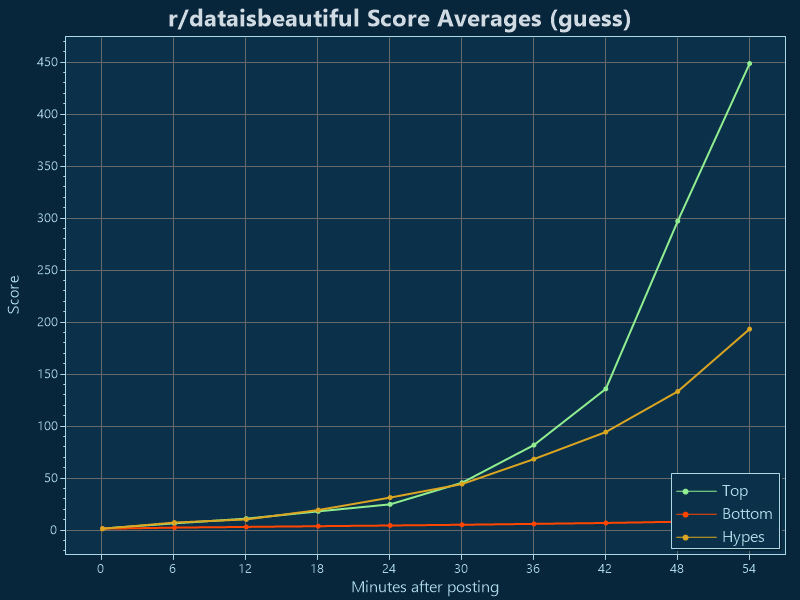 r/dataisbeautiful Score Averages (guess)
Score
450
400
350
300
250
200
150
100
50
0
Top
Bottom
Hypes
0 6 12 18 24 30 36 42 48 54
Minutes after posting